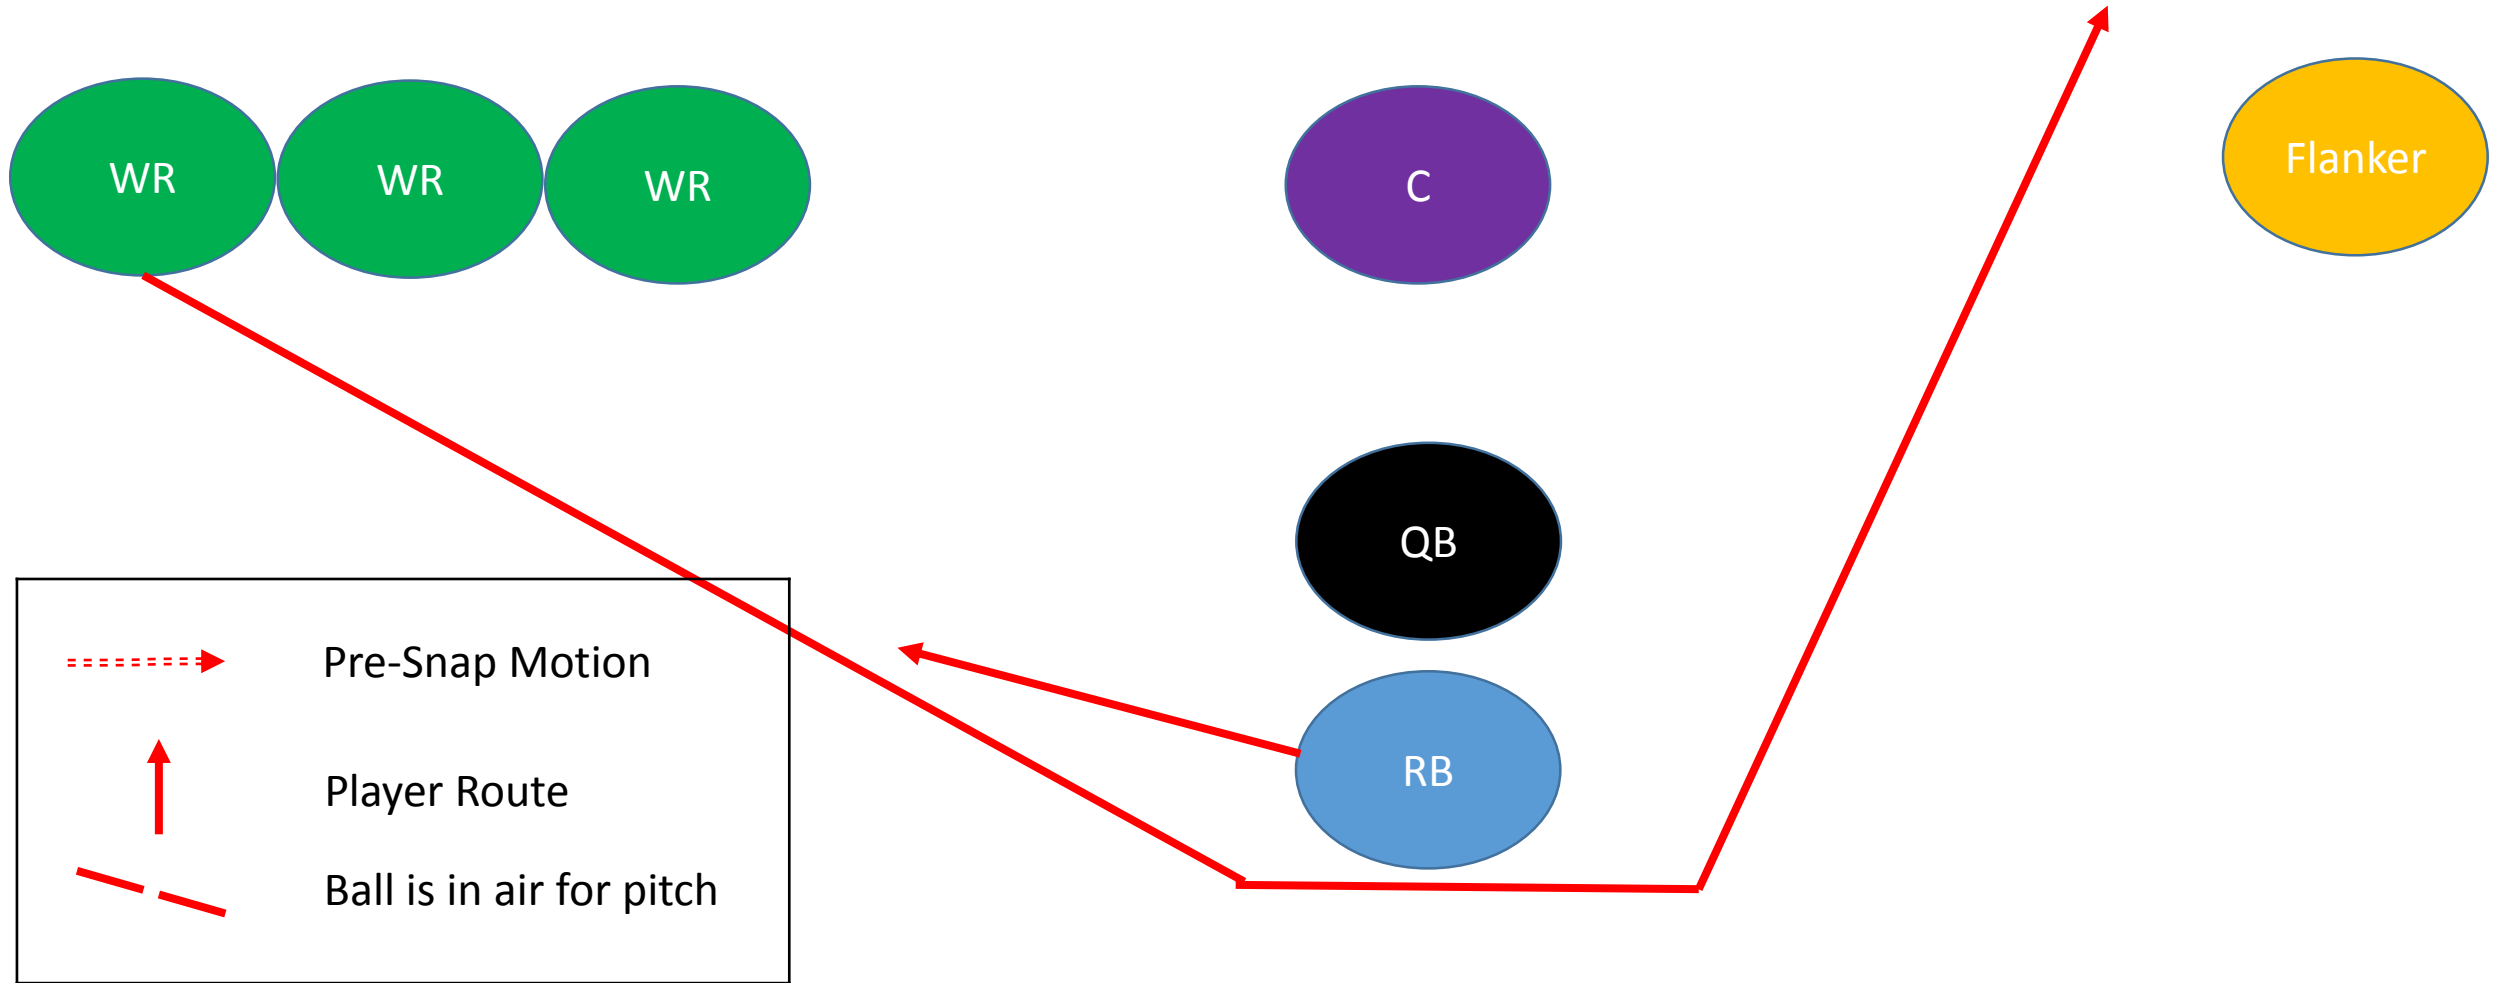 WR
WR
WR
C
Flanker
QB
RB
Pre-Snap Motion
Player Route
Ball is in air for pitch